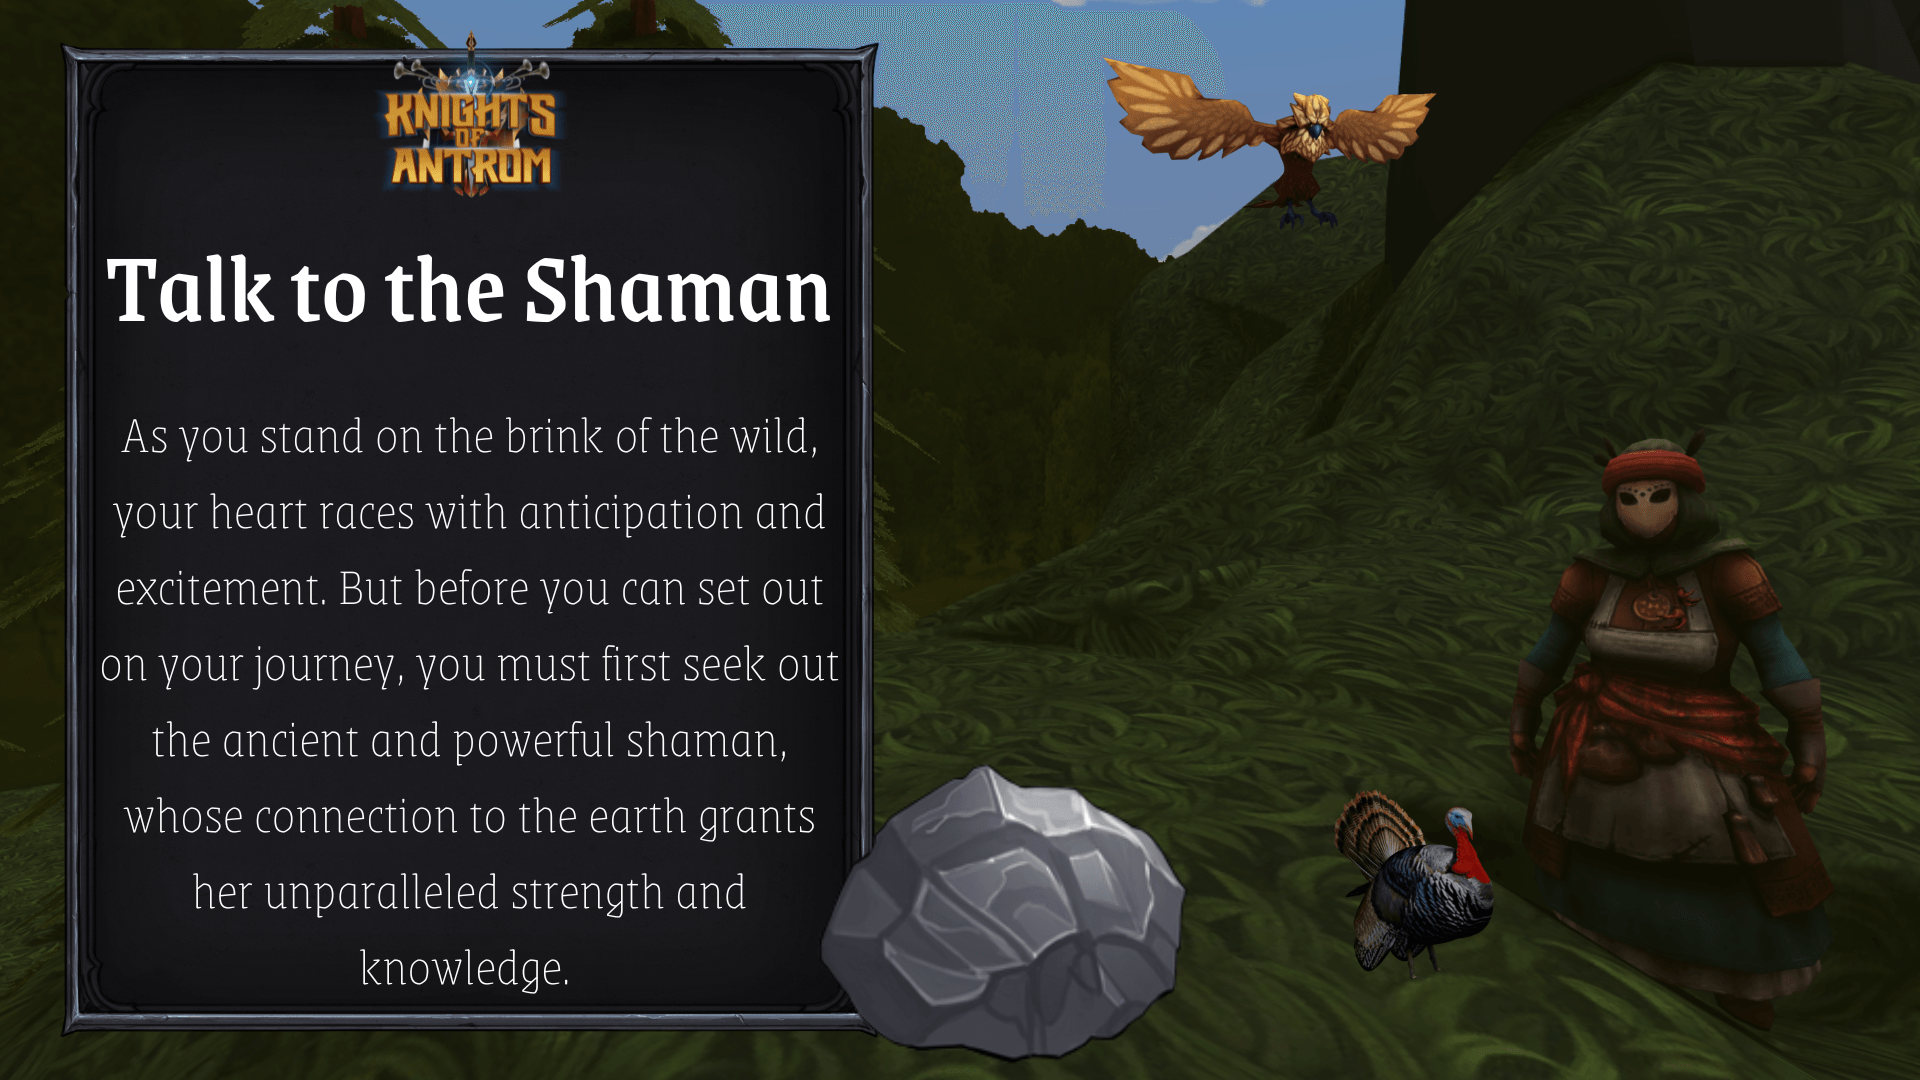 KNIGHTS
OF
ANTROM
Talk to the Shaman
As you stand on the brink of the wild,
your heart races with anticipation and
excitement. But before you can set out
on your journey, you must first seek out
the ancient and powerful shaman,
whose connection to the earth grants
her unparalleled strength and
knowledge.